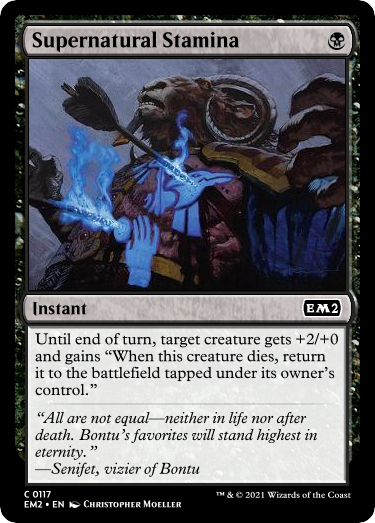 Supernatural Stamina
Instant
EM2
Until end of turn, target creature gets +2/+0
and gains “When this creature dies, return
it to the battlefield tapped under its owner’s
control.”
“All are not equal—neither in life nor after
death. Bontu’s favorites will stand highest in
eternity.”
—Senifet, vizier of Bontu
C 0117
EM2 • EN Christopher Moeller
™ & © 2021 Wizards of the Coast